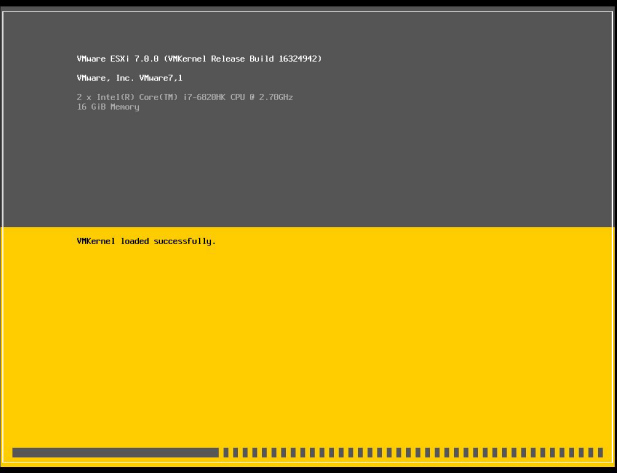 VMware ESXi 7.0.0 (VMKernel Release Build 16324942)
VMware, Inc. VMware7,1
2 x Intel(R) Core(TM) i7-6820HK CPU @ 2.70GHz
16 GiB Memory
VMKernel loaded successfully.